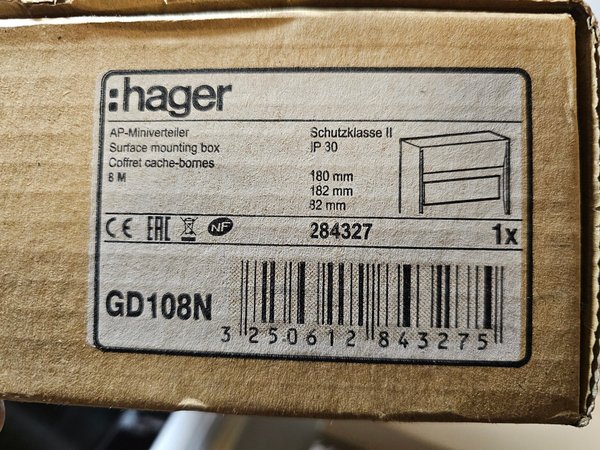 :hager
AP-Miniverteiler
Surface mounting box
Coffret cache-bornes
8 M
Schutzklasse II
IP 30
180 mm
182 mm
82 mm
CE EAC NF
284327
1x
GD108N
3 250612 843275